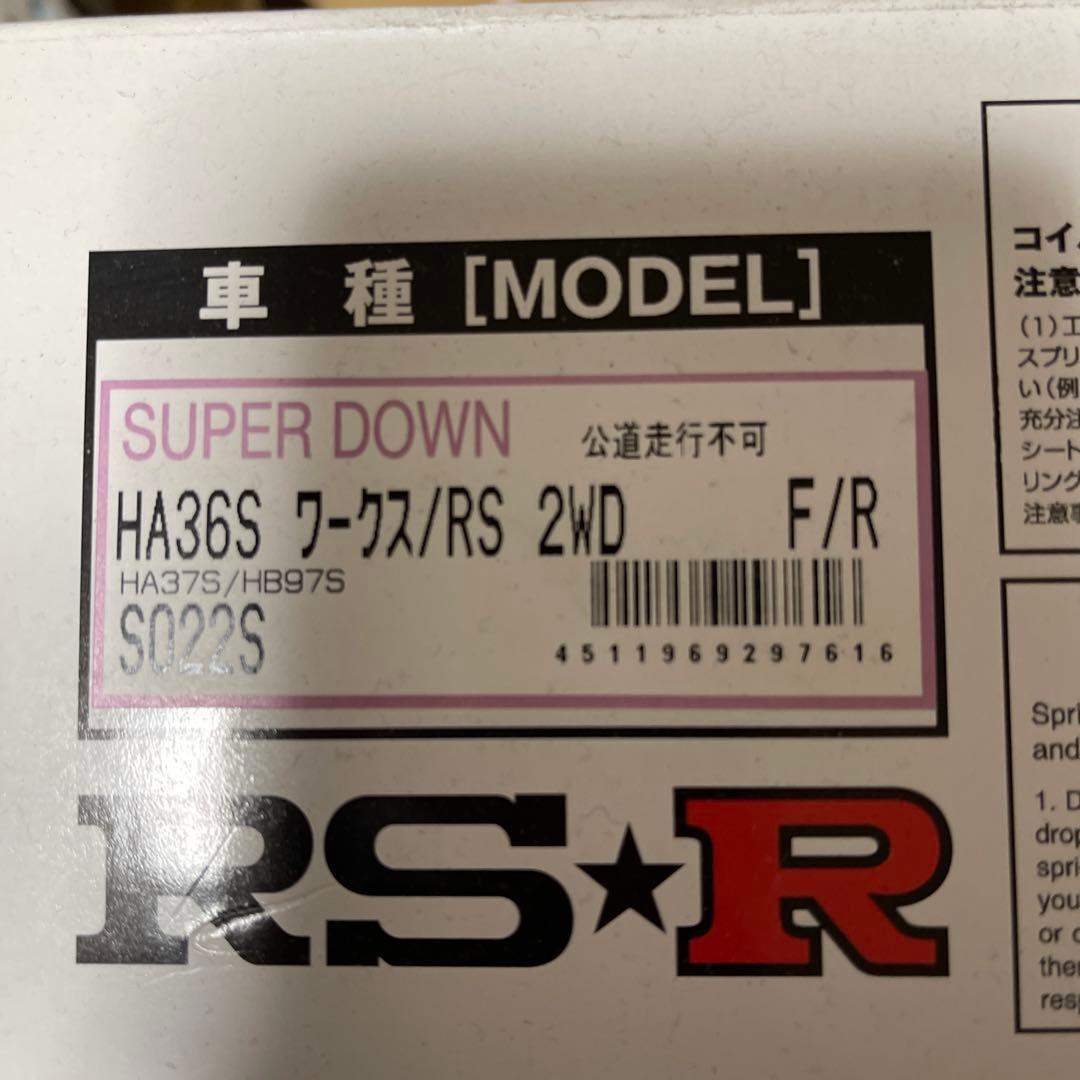 車種 [MODEL]
SUPER DOWN 公道走行不可
HA36S ワークス/RS 2WD F/R
HA37S/HB97S
S022S
4511969297616
RS★R
コイ
注意
(1)エ
スプリ
い(例
充分注
シート
リング
注意事
Spri
and
1. D
drop
spri
you
or
ther
resp